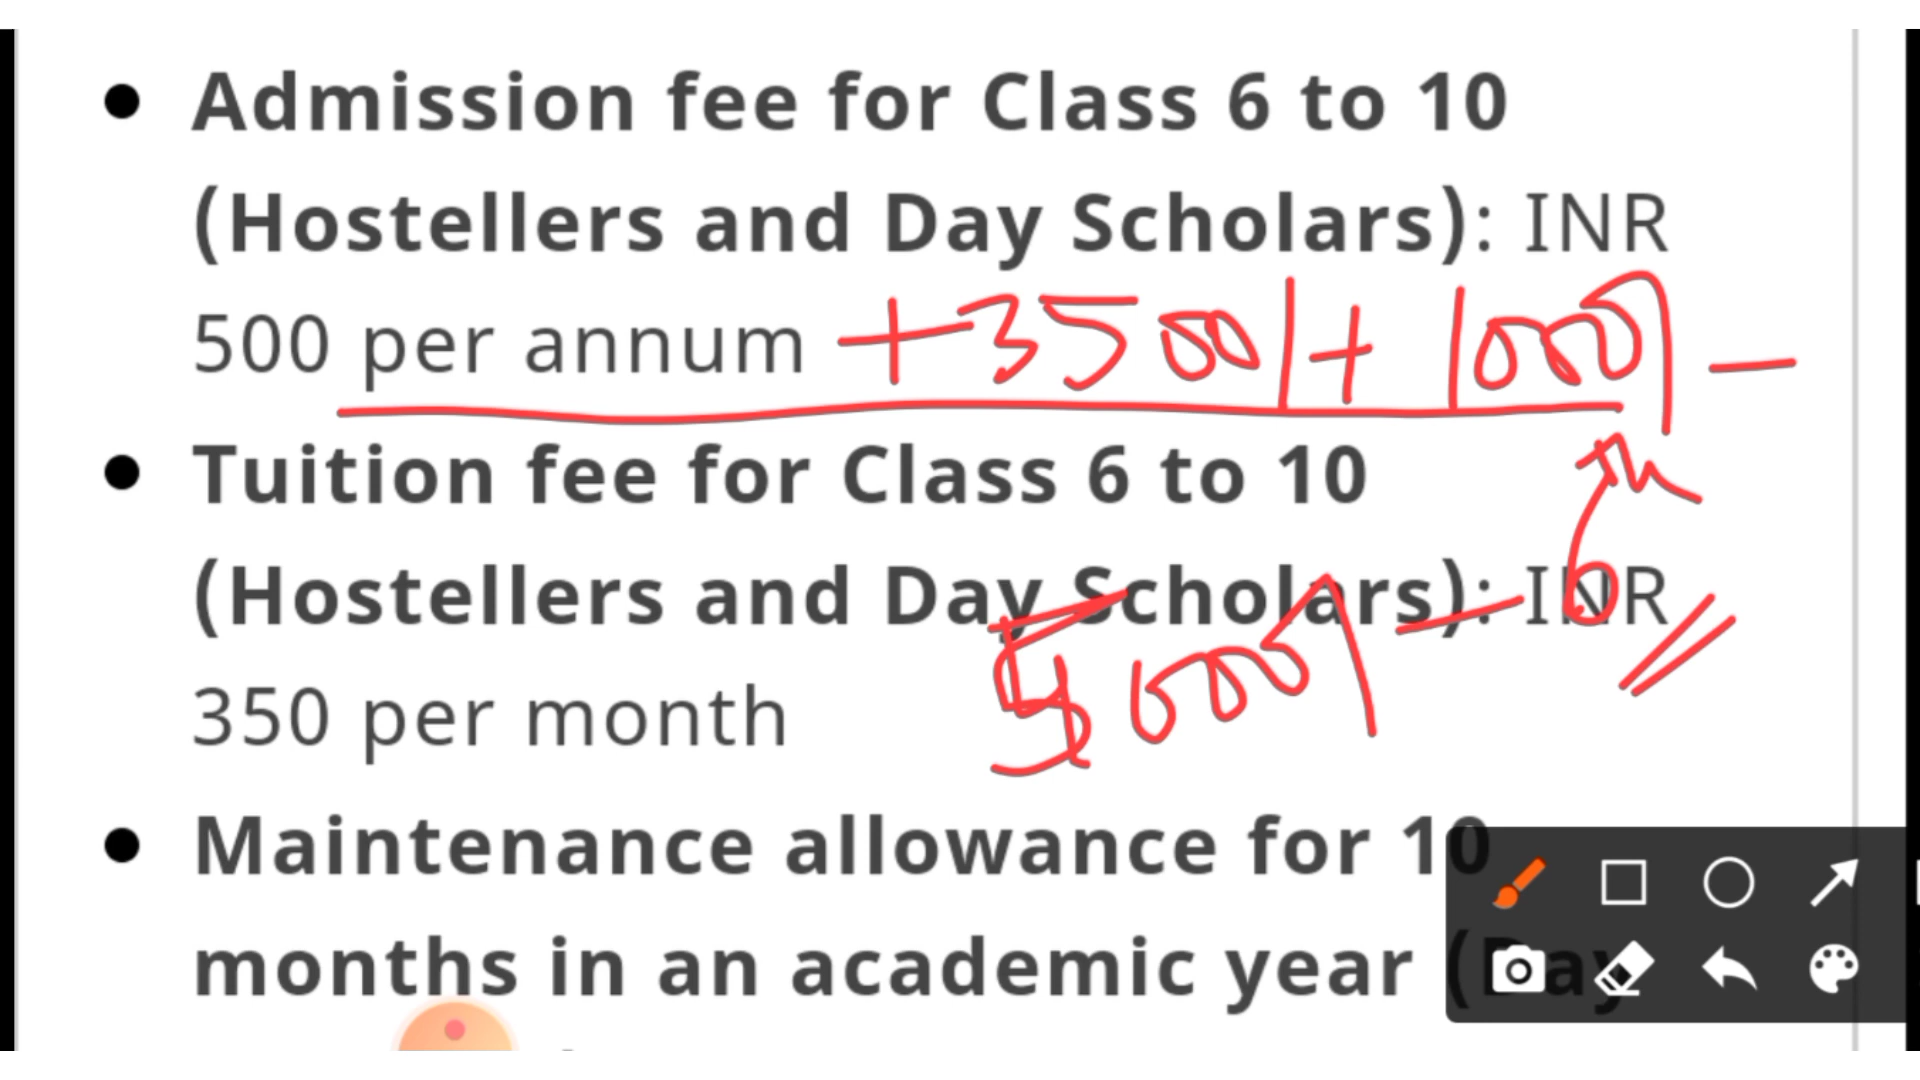 • Admission fee for Class 6 to 10
(Hostellers and Day Scholars): INR
500 per annum +3500/+ 1000/-
• Tuition fee for Class 6 to 10
(Hostellers and Day Scholars): INR
350 per month 5000/- 6th
• Maintenance allowance for 10
months in an academic year (Day